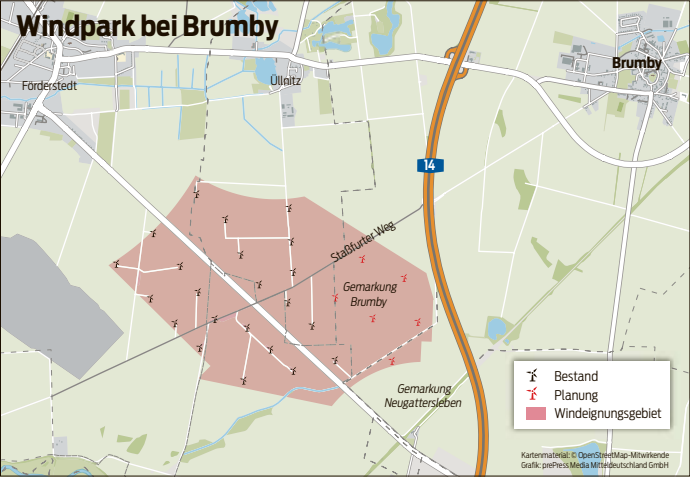 Windpark bei Brumby
Förderstedt
Üllnitz
Brumby
14
Staßfurter Weg
Gemarkung
Brumby
Gemarkung
Neugattersleben
Bestand
Planung
Windeignungsgebiet
Kartenmaterial: © OpenStreetMap-Mitwirkende
Grafik: prePress Media Mitteldeutschland GmbH